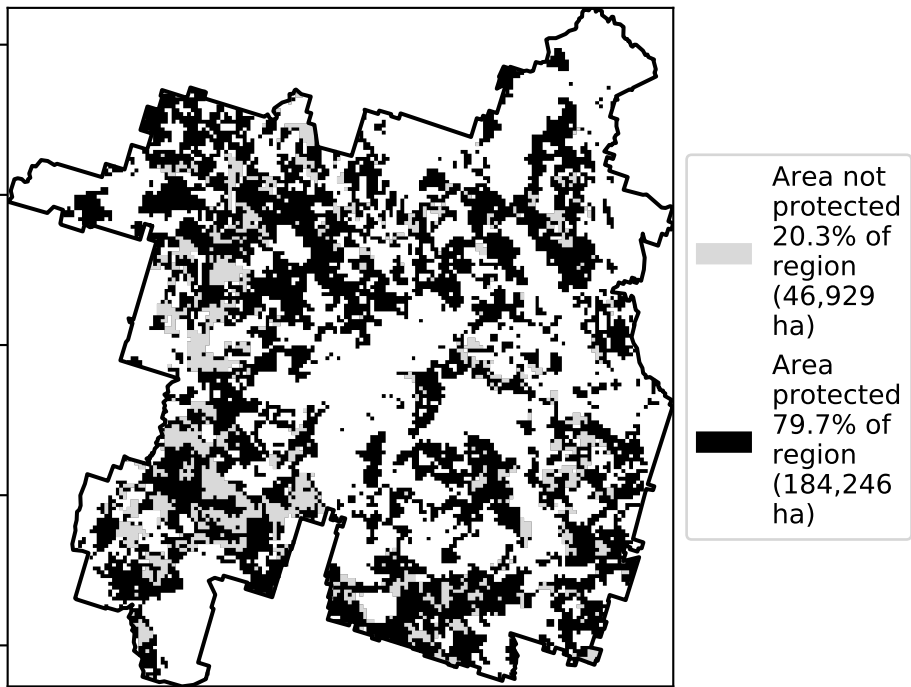 Area not
protected
20.3% of
region
(46,929
ha)
Area
protected
79.7% of
region
(184,246
ha)